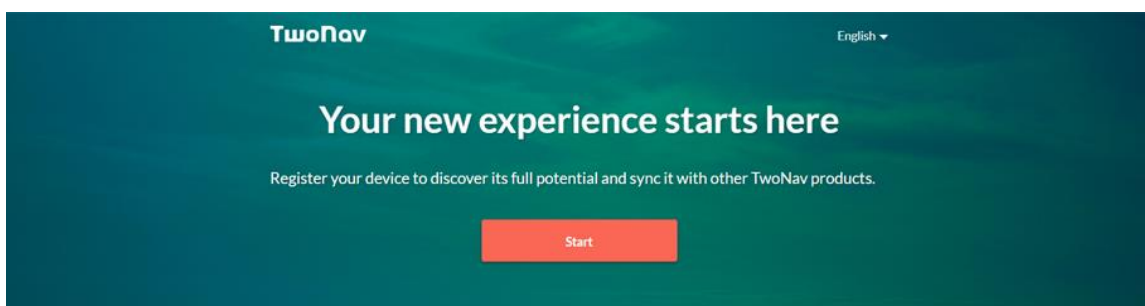 TwoNav
English
Your new experience starts here
Register your device to discover its full potential and sync it with other TwoNav products.
Start